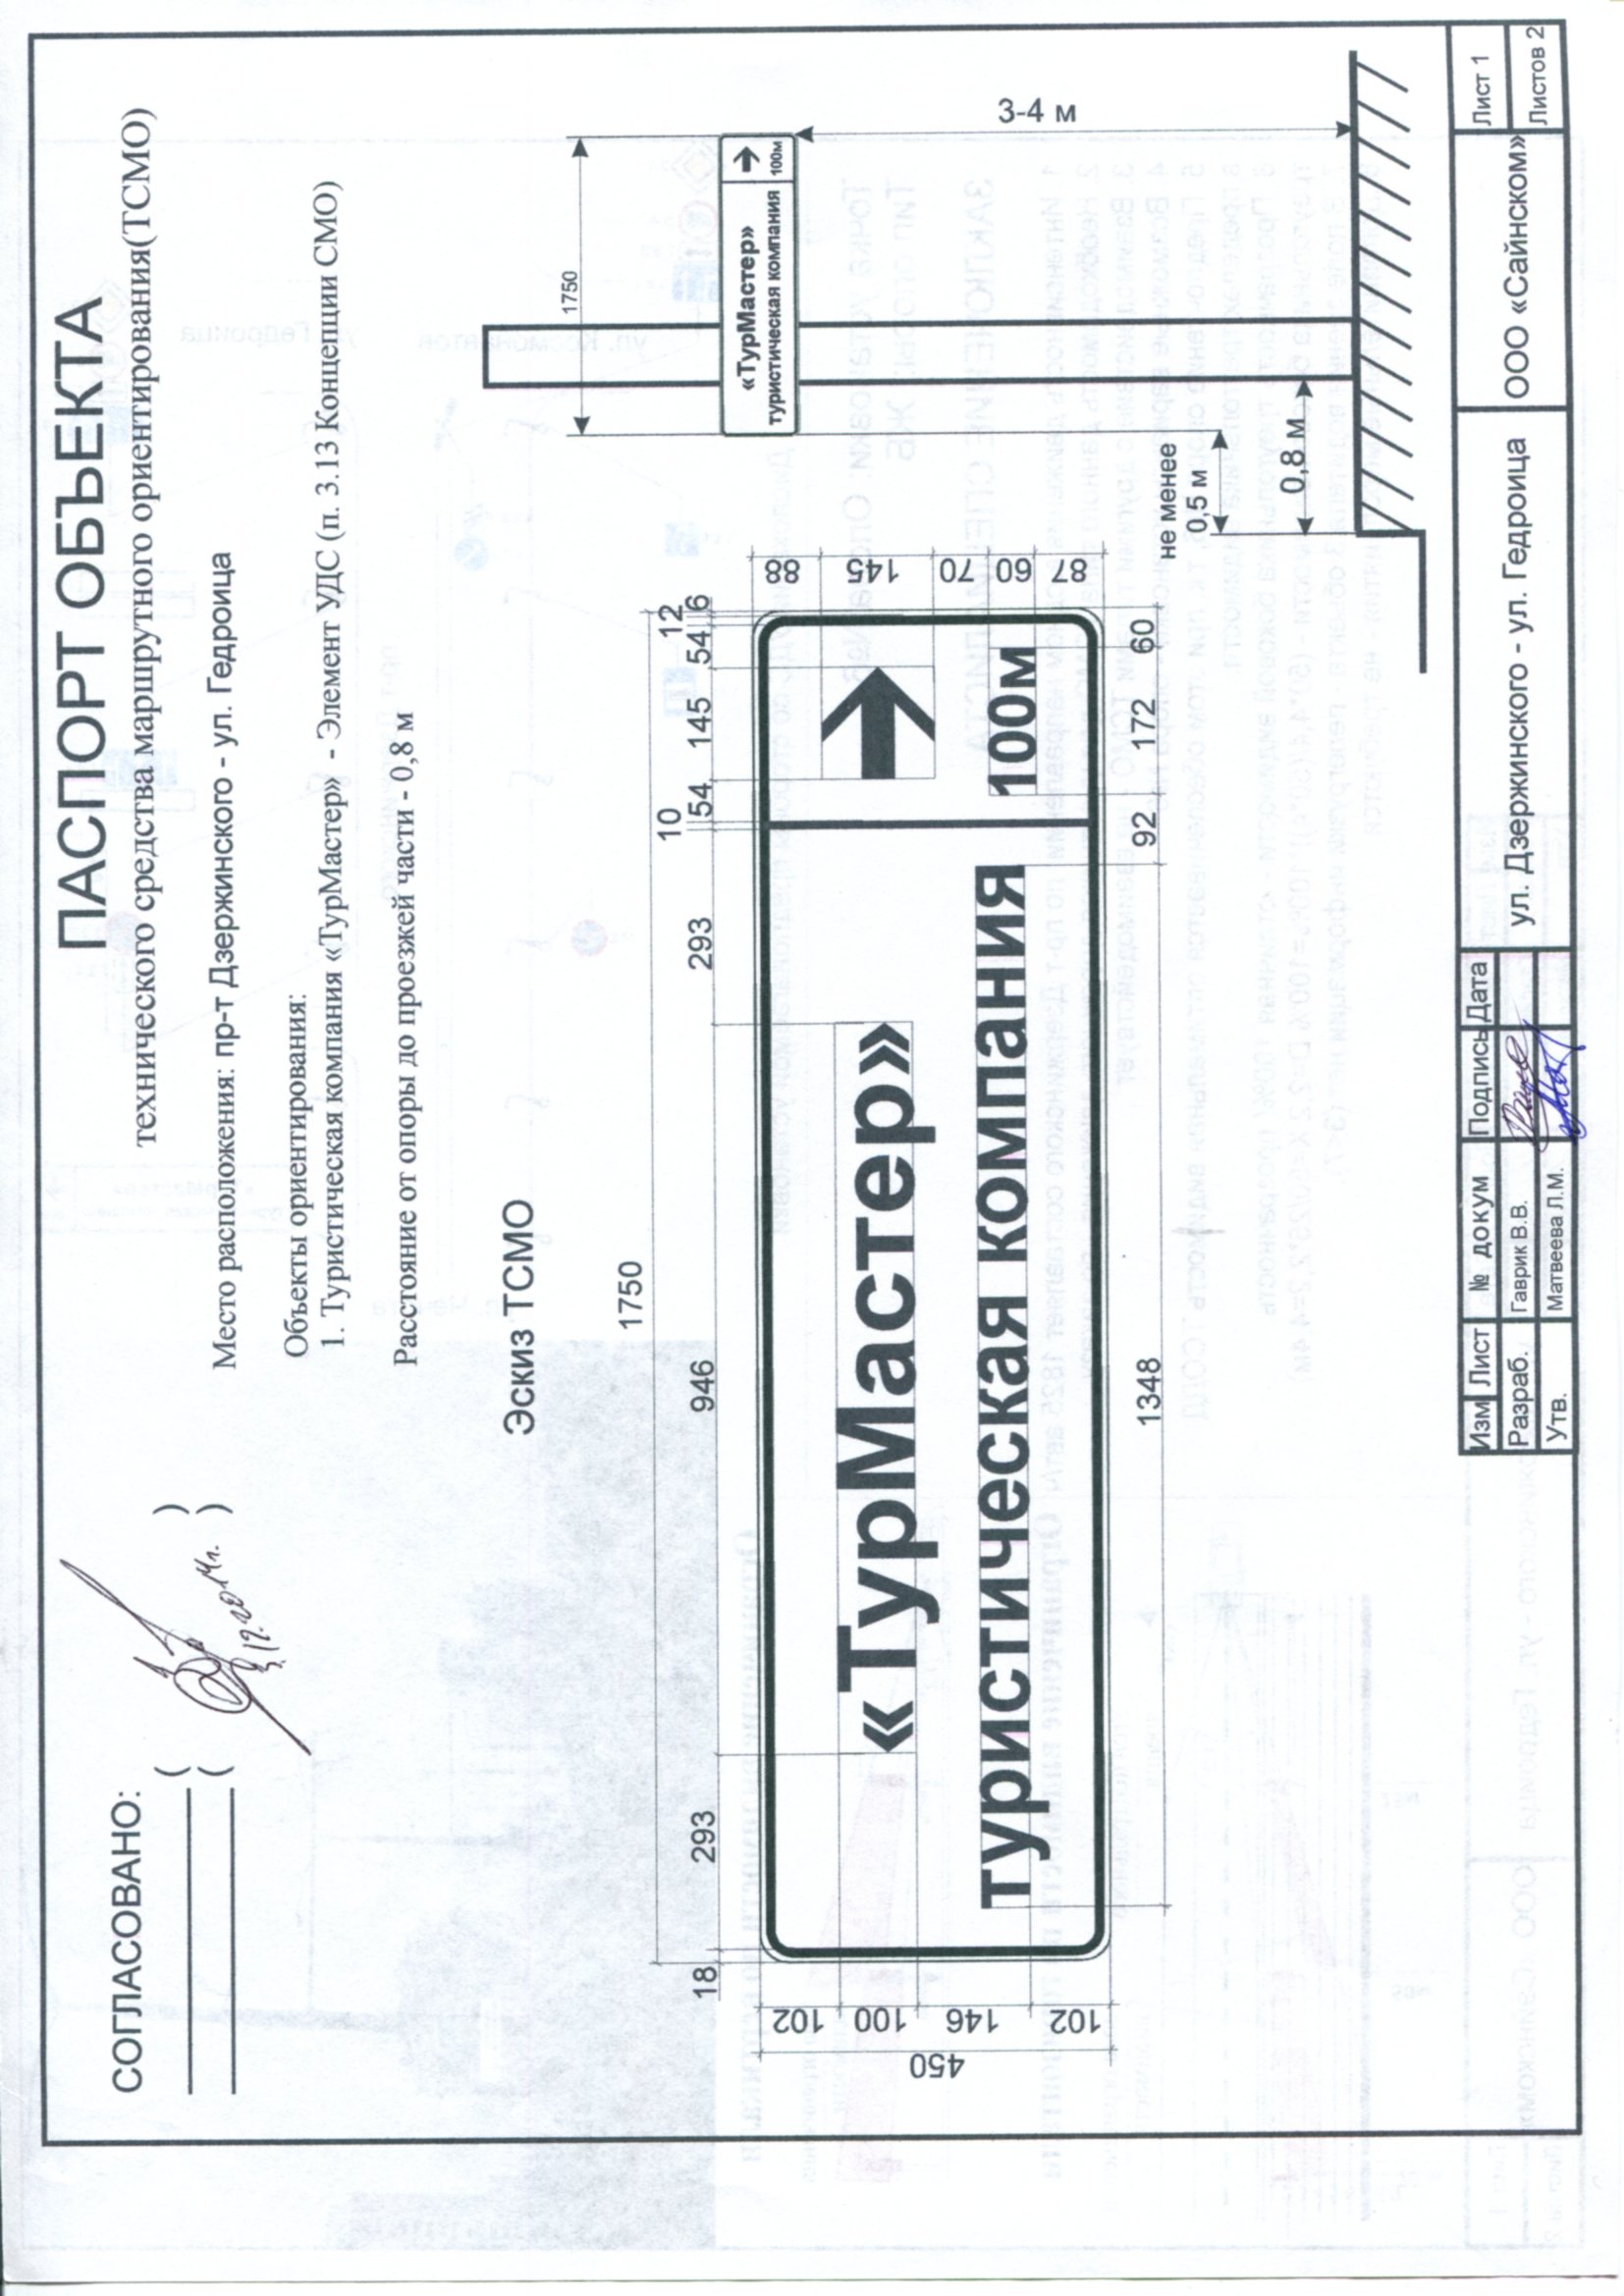 СОГЛАСОВАНО:
( )
( )
12.2014г.
ПАСПОРТ ОБЪЕКТА
технического средства маршрутного ориентирования(ТСМО)
Место расположения: пр-т Дзержинского - ул. Гедроица
Объекты ориентирования:
1. Туристическая компания «ТурМастер» - Элемент УДС (п. 3.13 Концепции СМО)
Расстояние от опоры до проезжей части - 0,8 м
Эскиз ТСМО
1750
18 293 946 293 10 54 145 54 12 6
450
102 100 146 102
«ТурМастер»
туристическая компания
100м
88 145 70 60 87
1348 92 172 60
1750
«ТурМастер»
туристическая компания
100м
3-4 м
не менее
0,5 м
0,8 м
Изм Лист № докум Подпись Дата
Разраб. Гаврик В.В.
Утв. Матвеева Л.М.
ул. Дзержинского - ул. Гедроица
ООО «Сайнском»
Лист 1
Листов 2